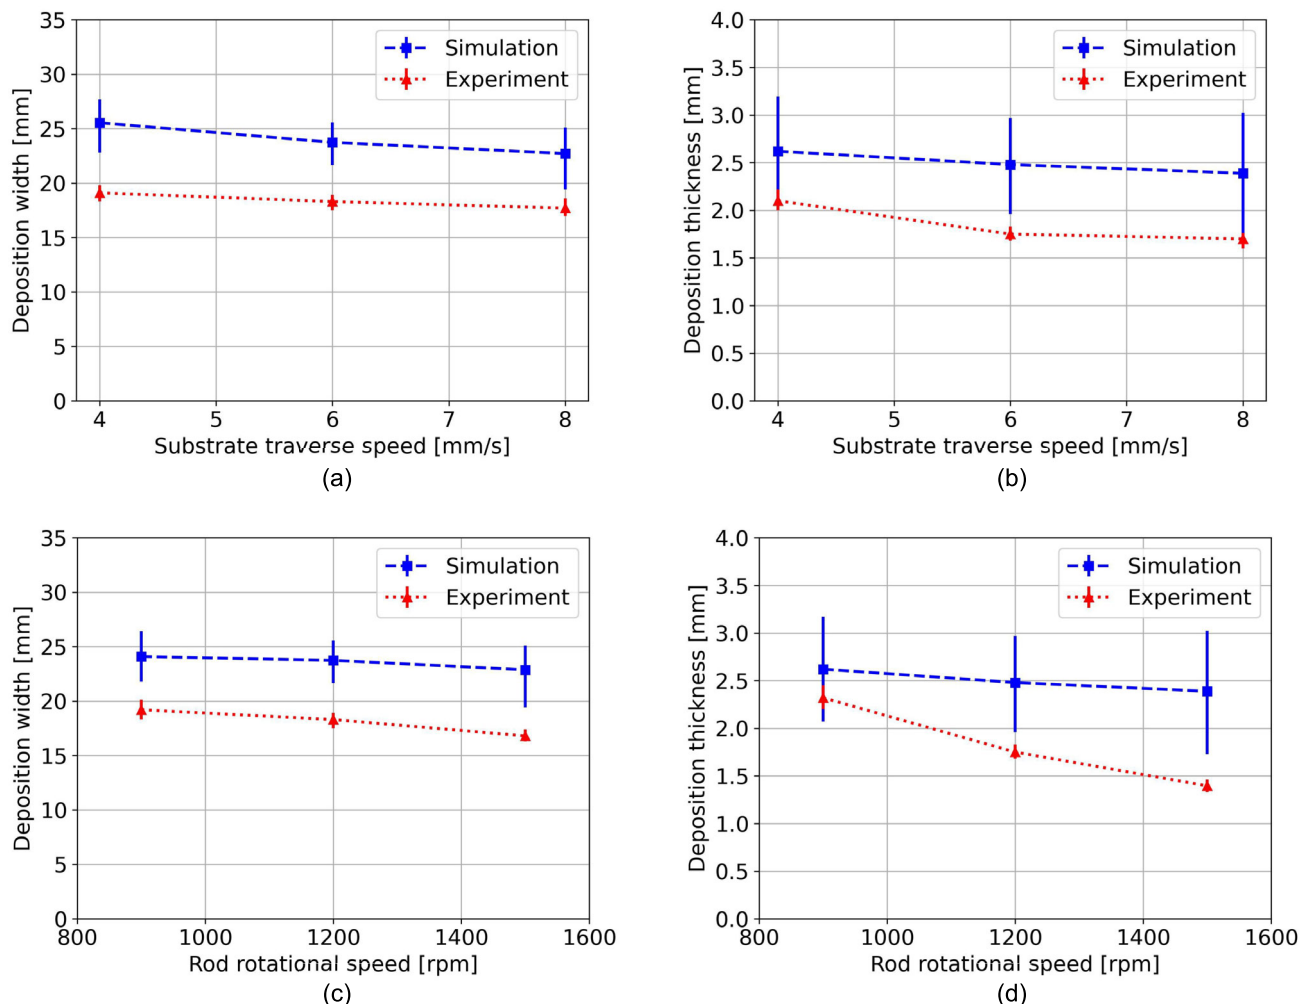 35
30
25
20
15
10
5
0
Deposition width [mm]
Simulation
Experiment
4 5 6 7 8
Substrate traverse speed [mm/s]
(a)
4.0
3.5
3.0
2.5
2.0
1.5
1.0
0.5
0.0
Deposition thickness [mm]
Simulation
Experiment
4 5 6 7 8
Substrate traverse speed [mm/s]
(b)
35
30
25
20
15
10
5
0
Deposition width [mm]
Simulation
Experiment
800 1000 1200 1400 1600
Rod rotational speed [rpm]
(c)
4.0
3.5
3.0
2.5
2.0
1.5
1.0
0.5
0.0
Deposition thickness [mm]
Simulation
Experiment
800 1000 1200 1400 1600
Rod rotational speed [rpm]
(d)